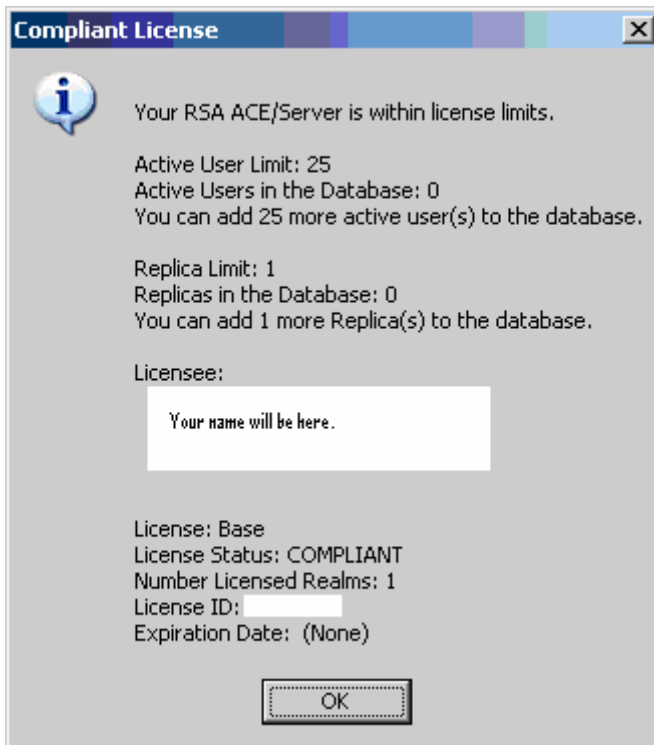 Compliant License
Your RSA ACE/Server is within license limits.
Active User Limit: 25
Active Users in the Database: 0
You can add 25 more active user(s) to the database.
Replica Limit: 1
Replicas in the Database: 0
You can add 1 more Replica(s) to the database.
Licensee:
Your name will be here.
License: Base
License Status: COMPLIANT
Number Licensed Realms: 1
License ID:
Expiration Date: (None)
OK